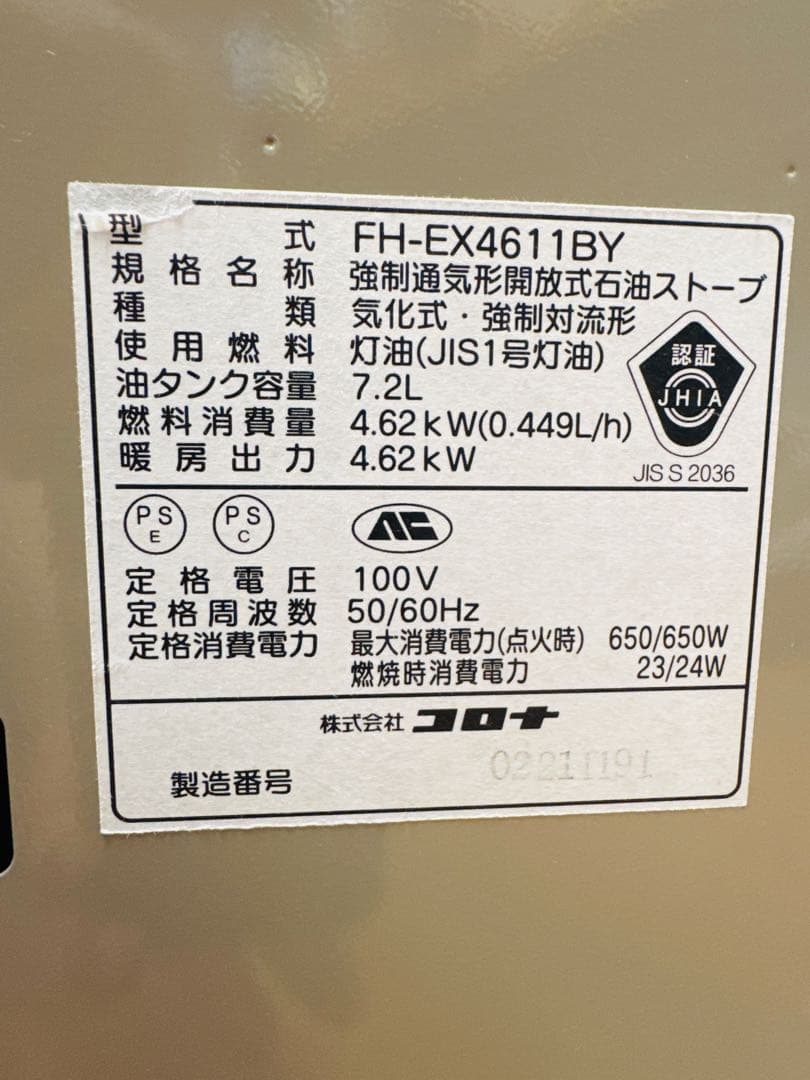 型式 FH-EX4611BY
規格名称 強制通気形開放式石油ストーブ
種類 気化式・強制対流形
使用燃料 灯油(JIS1号灯油)
油タンク容量 7.2L
燃料消費量 4.62kW(0.449L/h)
暖房出力 4.62kW
認証
JHIA
JIS S 2036
PS E
PS C
定格電圧 100V
定格周波数 50/60Hz
定格消費電力 最大消費電力(点火時) 650/650W
燃焼時消費電力 23/24W
株式会社 コロナ
製造番号